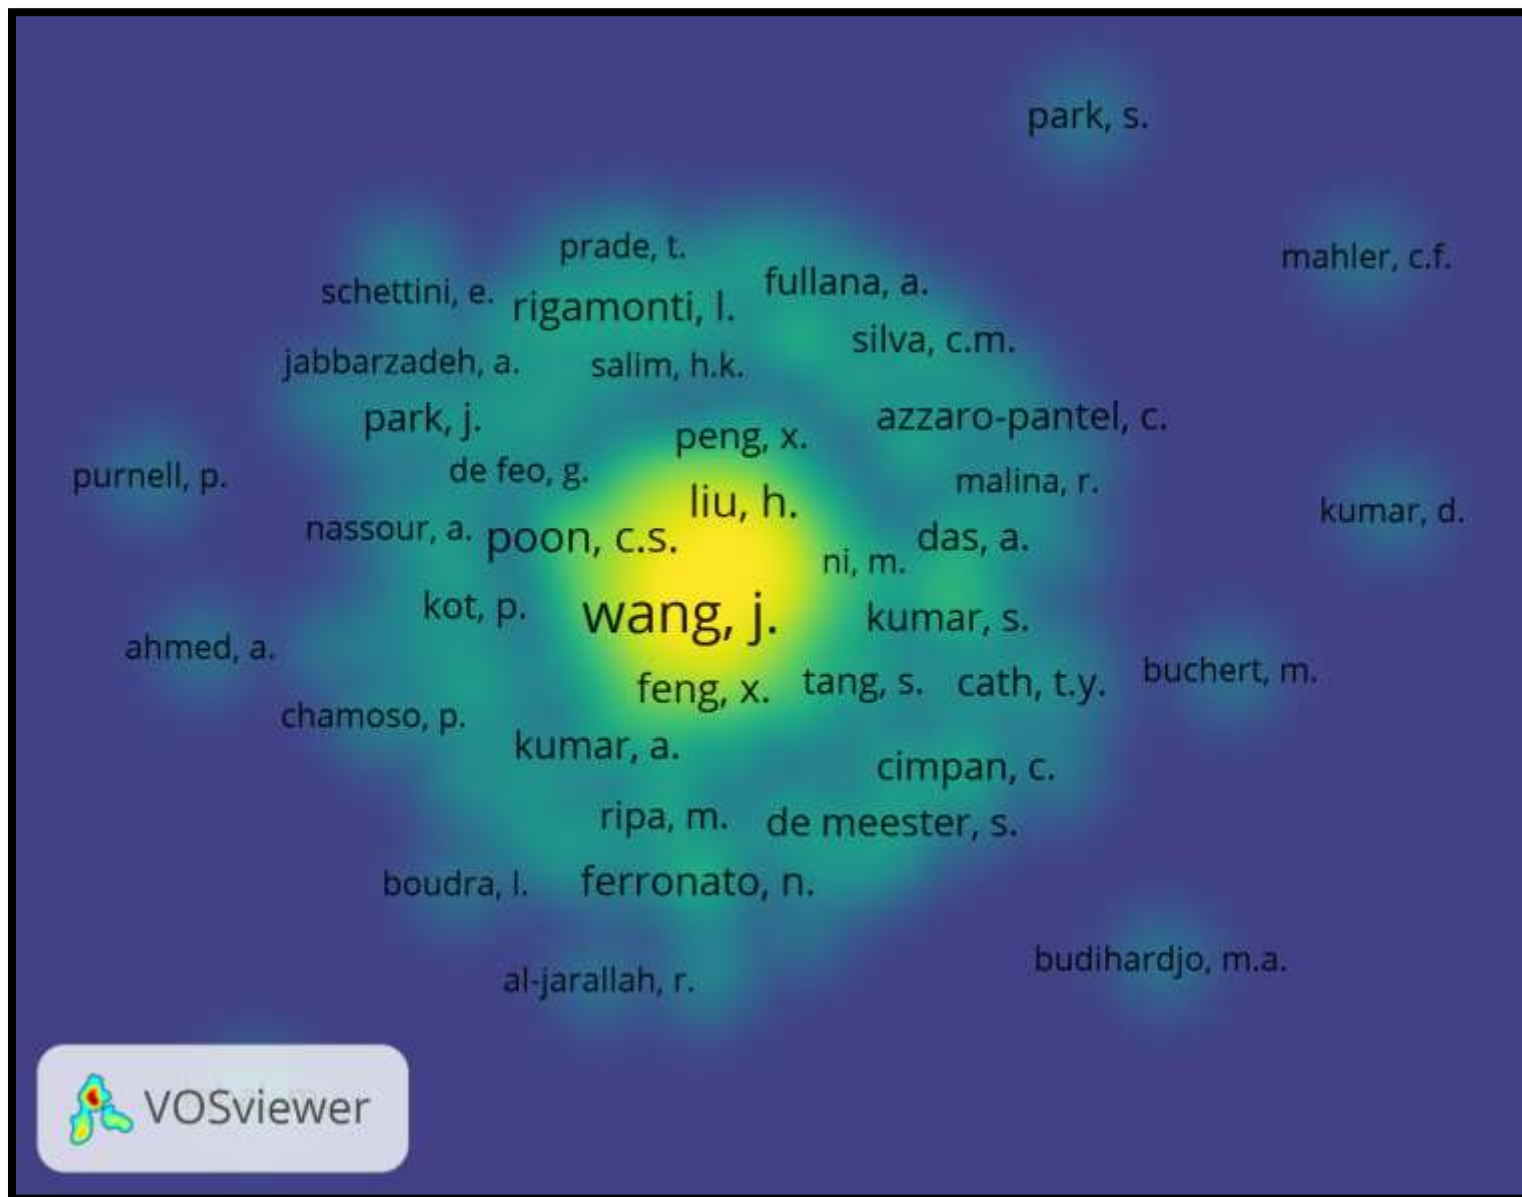 park, s.
prade, t.
mahler, c.f.
fullana, a.
schettini, e.
rigamonti, l.
silva, c.m.
jabbarzadeh, a.
salim, h.k.
park, j.
azzaro-pantel, c.
peng, x.
purnell, p.
de feo, g.
malina, r.
liu, h.
kumar, d.
nassour, a.
poon, c.s.
das, a.
ni, m.
kot, p.
wang, j.
kumar, s.
ahmed, a.
buchert, m.
feng, x.
tang, s.
cath, t.y.
chamoso, p.
kumar, a.
cimpan, c.
ripa, m.
de meester, s.
boudra, l.
ferronato, n.
budihardjo, m.a.
al-jarallah, r.
VOSviewer